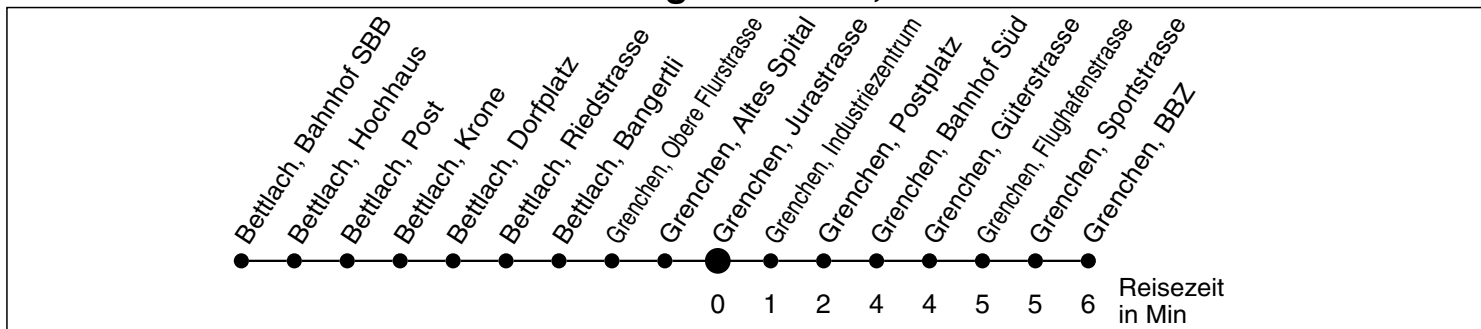 Bettlach, Bahnhof SBB
Bettlach, Hochhaus
Bettlach, Post
Bettlach, Krone
Bettlach, Dorfplatz
Bettlach, Riedstrasse
Bettlach, Bangertli
Grenchen, Obere Flurstrasse
Grenchen, Altes Spital
Grenchen, Jurastrasse
Grenchen, Industriezentrum
Grenchen, Postplatz
Grenchen, Bahnhof Süd
Grenchen, Güterstrasse
Grenchen, Flughafenstrasse
Grenchen, Sportstrasse
Grenchen, BBZ
0 1 2 4 4 5 5 6 Reisezeit
in Min